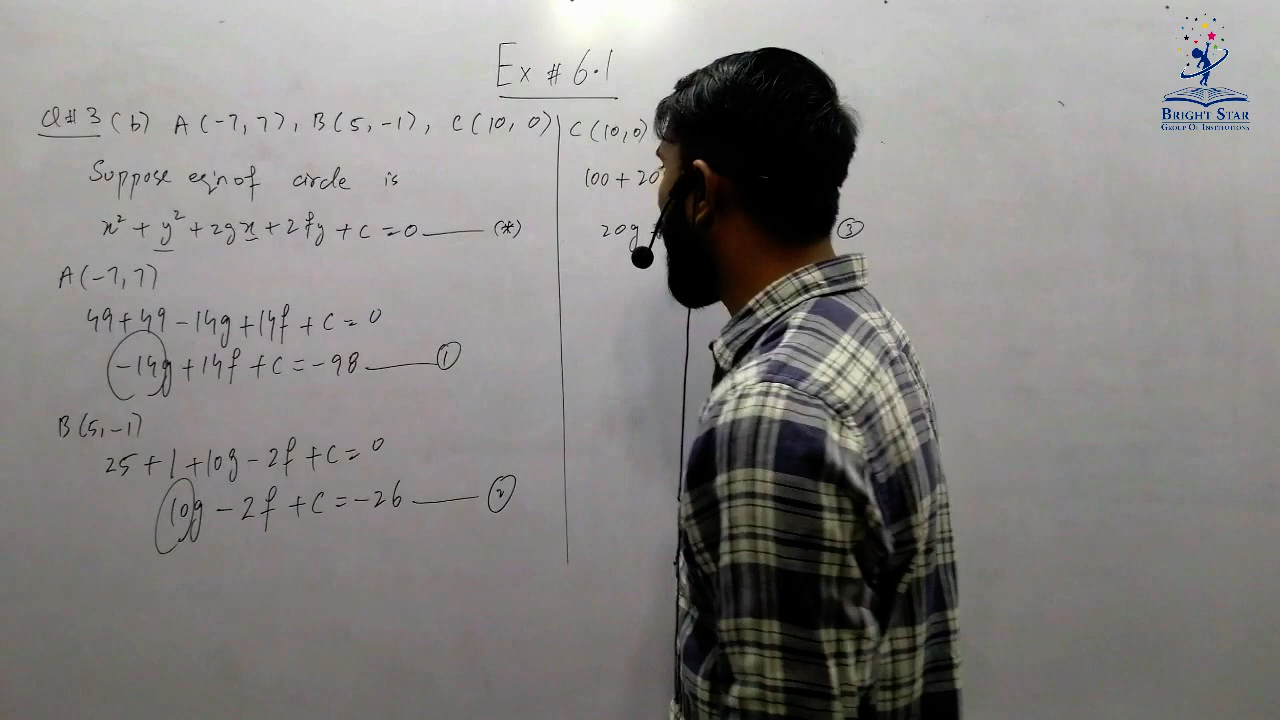 Ex # 6.1
Q# 3 (b) A(-7, 7), B(5, -1), C(10, 0)
Suppose eq'n of circle is
x² + y² + 2gx + 2fy + c = 0 —— (*)
A(-7, 7)
49+49-14g+14f+c=0
-14g+14f+c=-98 —— ①
B(5,-1)
25+1+10g-2f+c=0
10g-2f+c=-26 —— ②
C(10,0)
100+20
20g
③
BRIGHT STAR
GROUP OF INSTITUTIONS